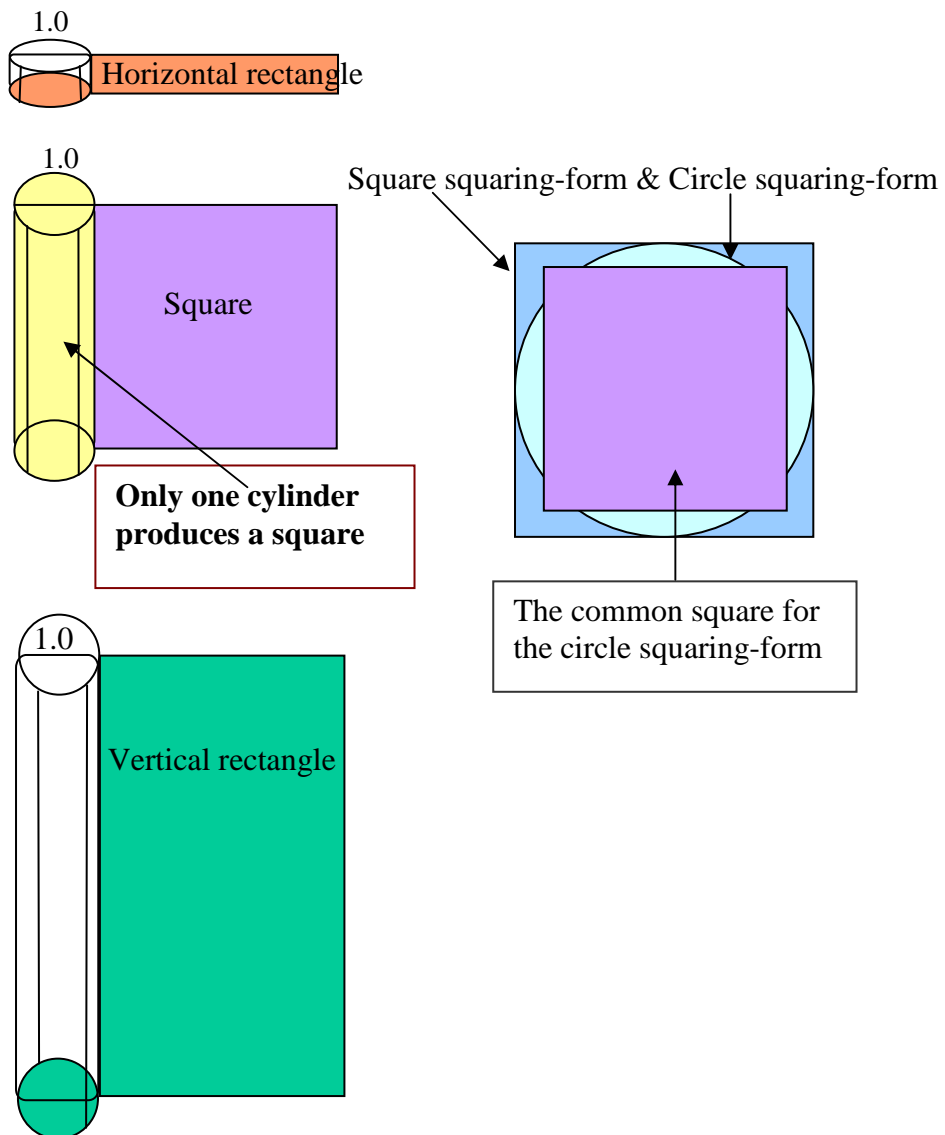 1.0
Horizontal rectangle
1.0
Square squaring-form & Circle squaring-form
Square
Only one cylinder
produces a square
The common square for
the circle squaring-form
1.0
Vertical rectangle